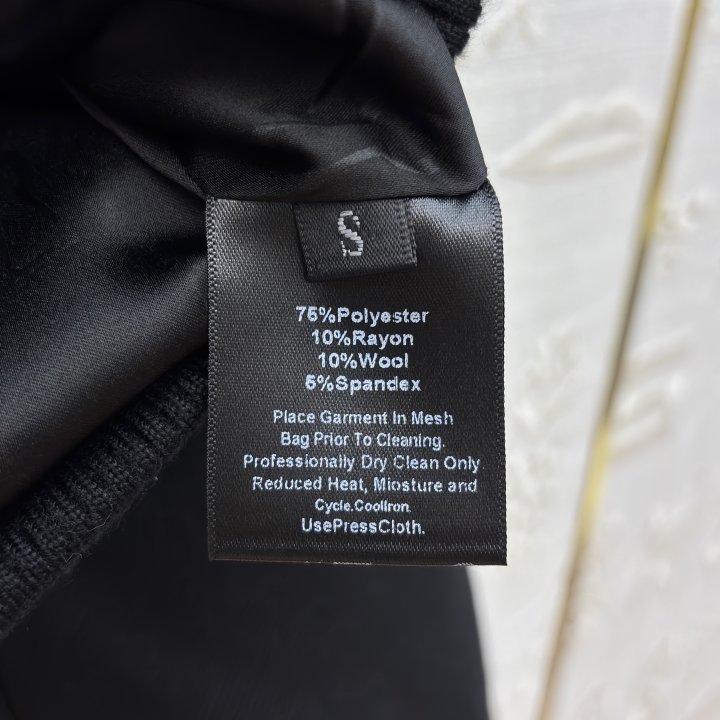 S
75%Polyester
10%Rayon
10%Wool
5%Spandex
Place Garment In Mesh
Bag Prior To Cleaning.
Professionally Dry Clean Only
Reduced Heat, Miosture and
Cycle.CoolIron.
UsePressCloth.